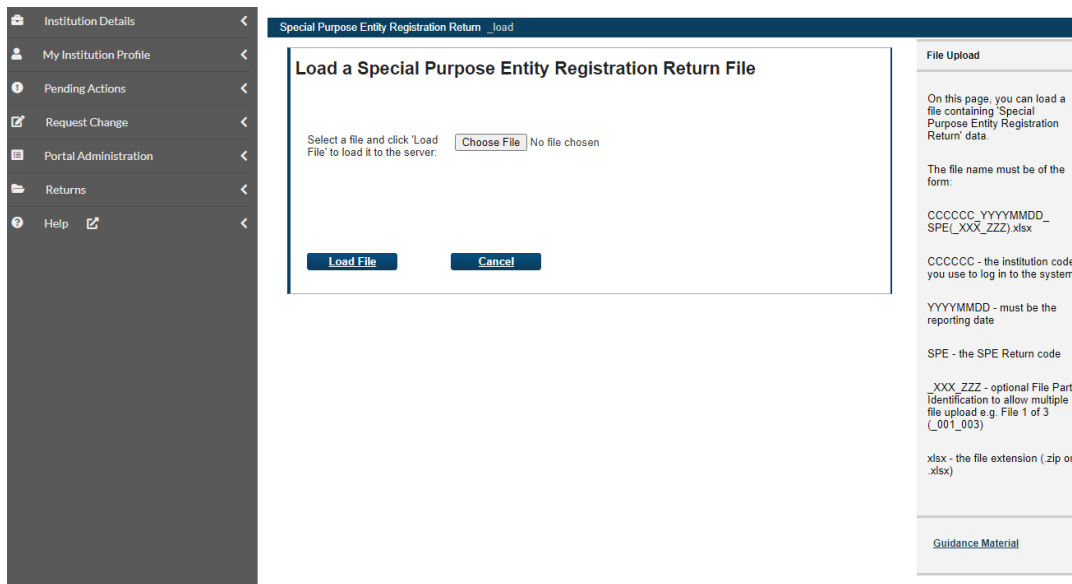 Institution Details
My Institution Profile
Pending Actions
Request Change
Portal Administration
Returns
Help
Special Purpose Entity Registration Return _load
Load a Special Purpose Entity Registration Return File
Select a file and click 'Load
File' to load it to the server:
Choose File No file chosen
Load File
Cancel
File Upload
On this page, you can load a
file containing 'Special
Purpose Entity Registration
Return' data.
The file name must be of the
form:
CCCCCC_YYYYMMDD_
SPE(_XXX_ZZZ).xlsx
CCCCCC - the institution code
you use to log in to the system
YYYYMMDD - must be the
reporting date
SPE - the SPE Return code
_XXX_ZZZ - optional File Part
Identification to allow multiple
file upload e.g. File 1 of 3
(_001_003)
xlsx - the file extension (.zip or
.xlsx)
Guidance Material